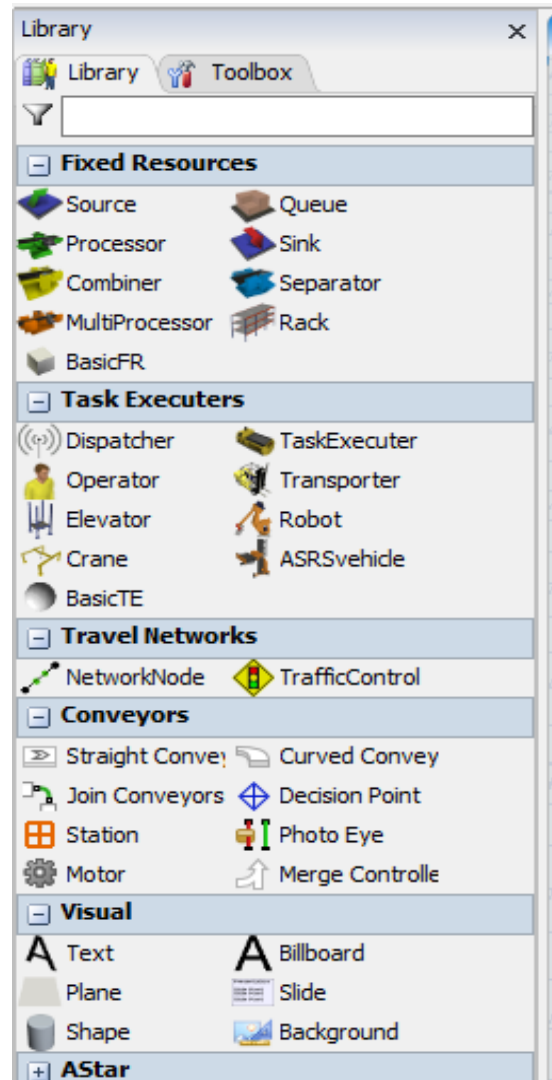 Library
Library Toolbox
Fixed Resources
Source Queue
Processor Sink
Combiner Separator
MultiProcessor Rack
BasicFR
Task Executers
Dispatcher TaskExecuter
Operator Transporter
Elevator Robot
Crane ASRSvehicle
BasicTE
Travel Networks
NetworkNode TrafficControl
Conveyors
Straight Convey Curved Convey
Join Conveyors Decision Point
Station Photo Eye
Motor Merge Controlle
Visual
A Text A Billboard
Plane Slide
Shape Background
AStar